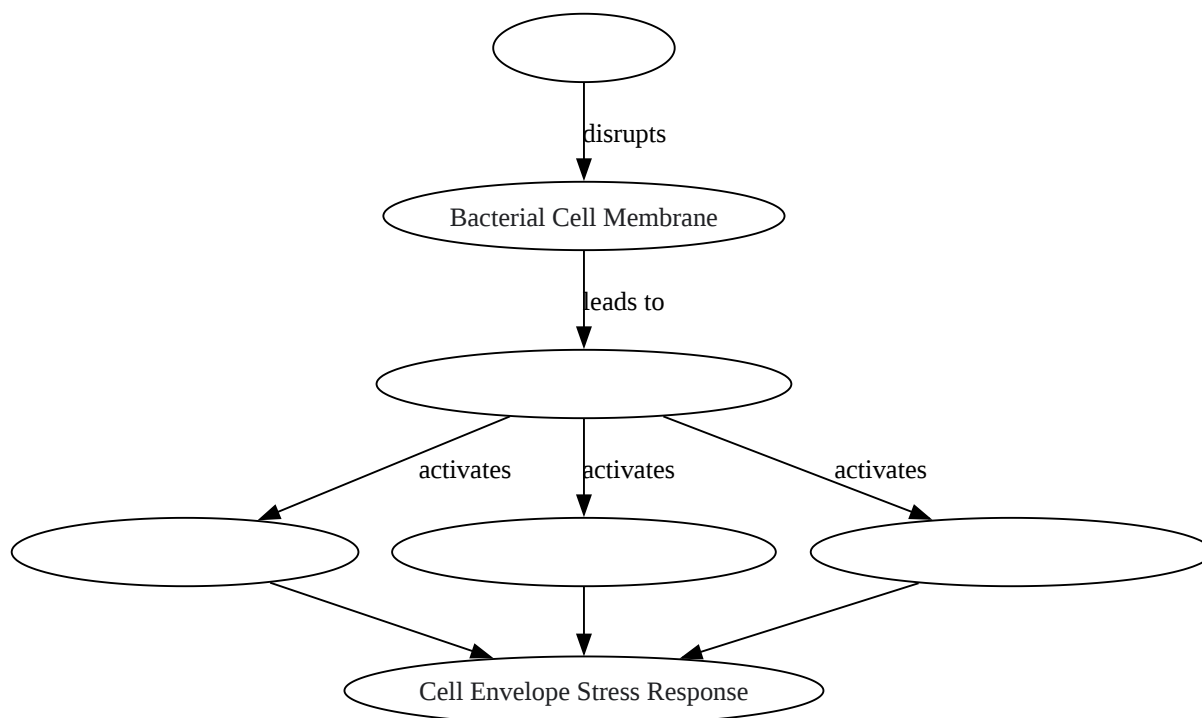 disrupts
Bacterial Cell Membrane
leads to
activates
activates
activates
Cell Envelope Stress Response